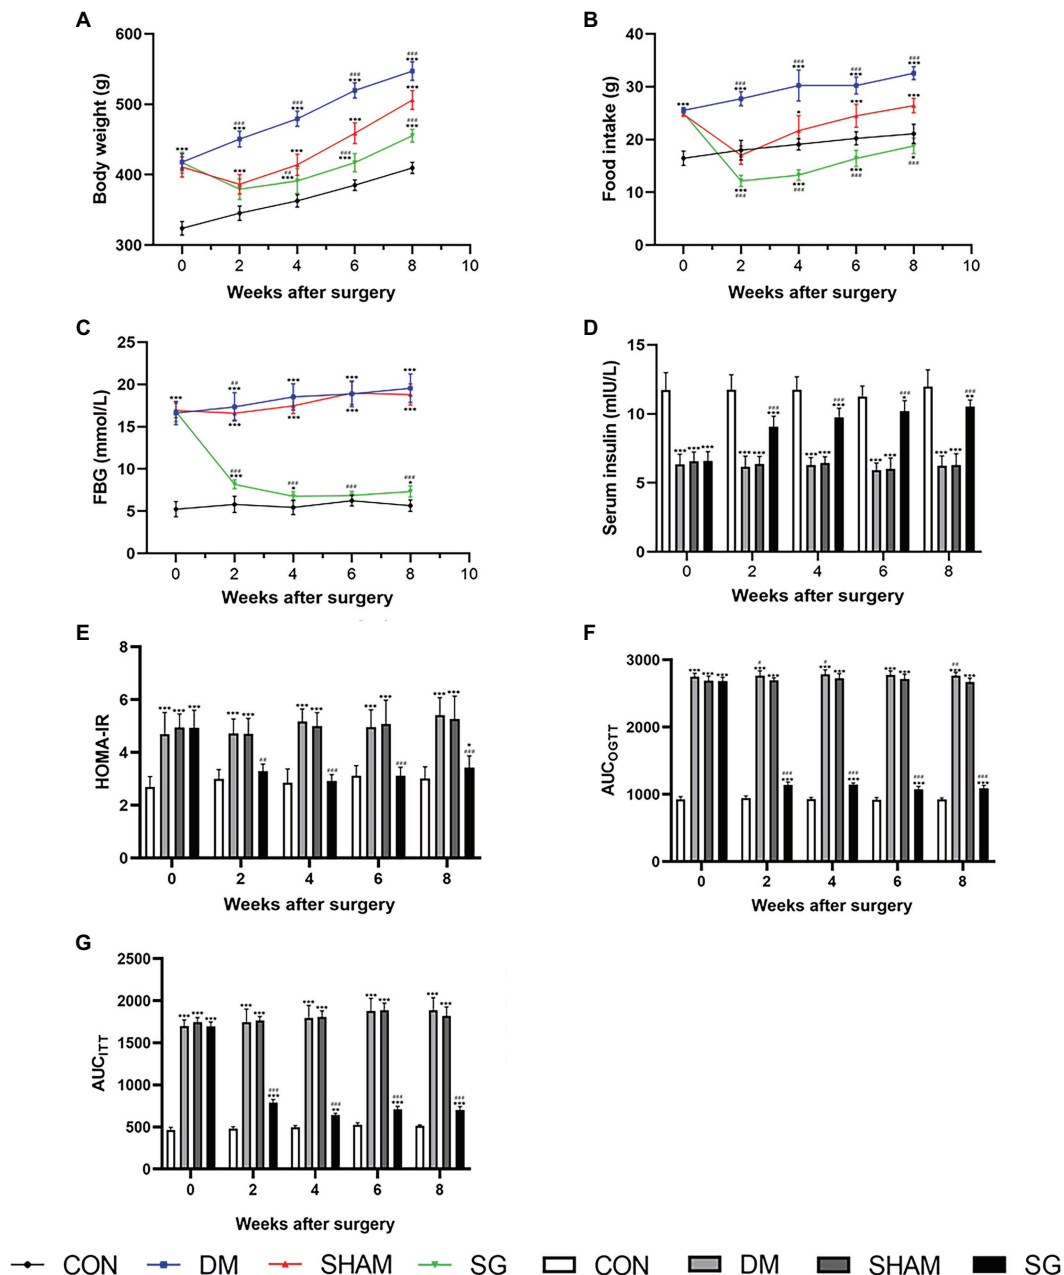 A
B
600
500
400
300
Body weight (g)
0 2 4 6 8 10
Weeks after surgery
40
30
20
10
0
Food intake (g)
0 2 4 6 8 10
Weeks after surgery
C
D
25
20
15
10
5
0
FBG (mmol/L)
0 2 4 6 8 10
Weeks after surgery
15
10
5
0
Serum insulin (mIU/L)
0 2 4 6 8
Weeks after surgery
E
F
8
6
4
2
0
HOMA-IR
0 2 4 6 8
Weeks after surgery
3000
2000
1000
0
AUCOGTT
0 2 4 6 8
Weeks after surgery
G
2500
2000
1500
1000
500
0
AUCITT
0 2 4 6 8
Weeks after surgery
CON DM SHAM SG CON DM SHAM SG